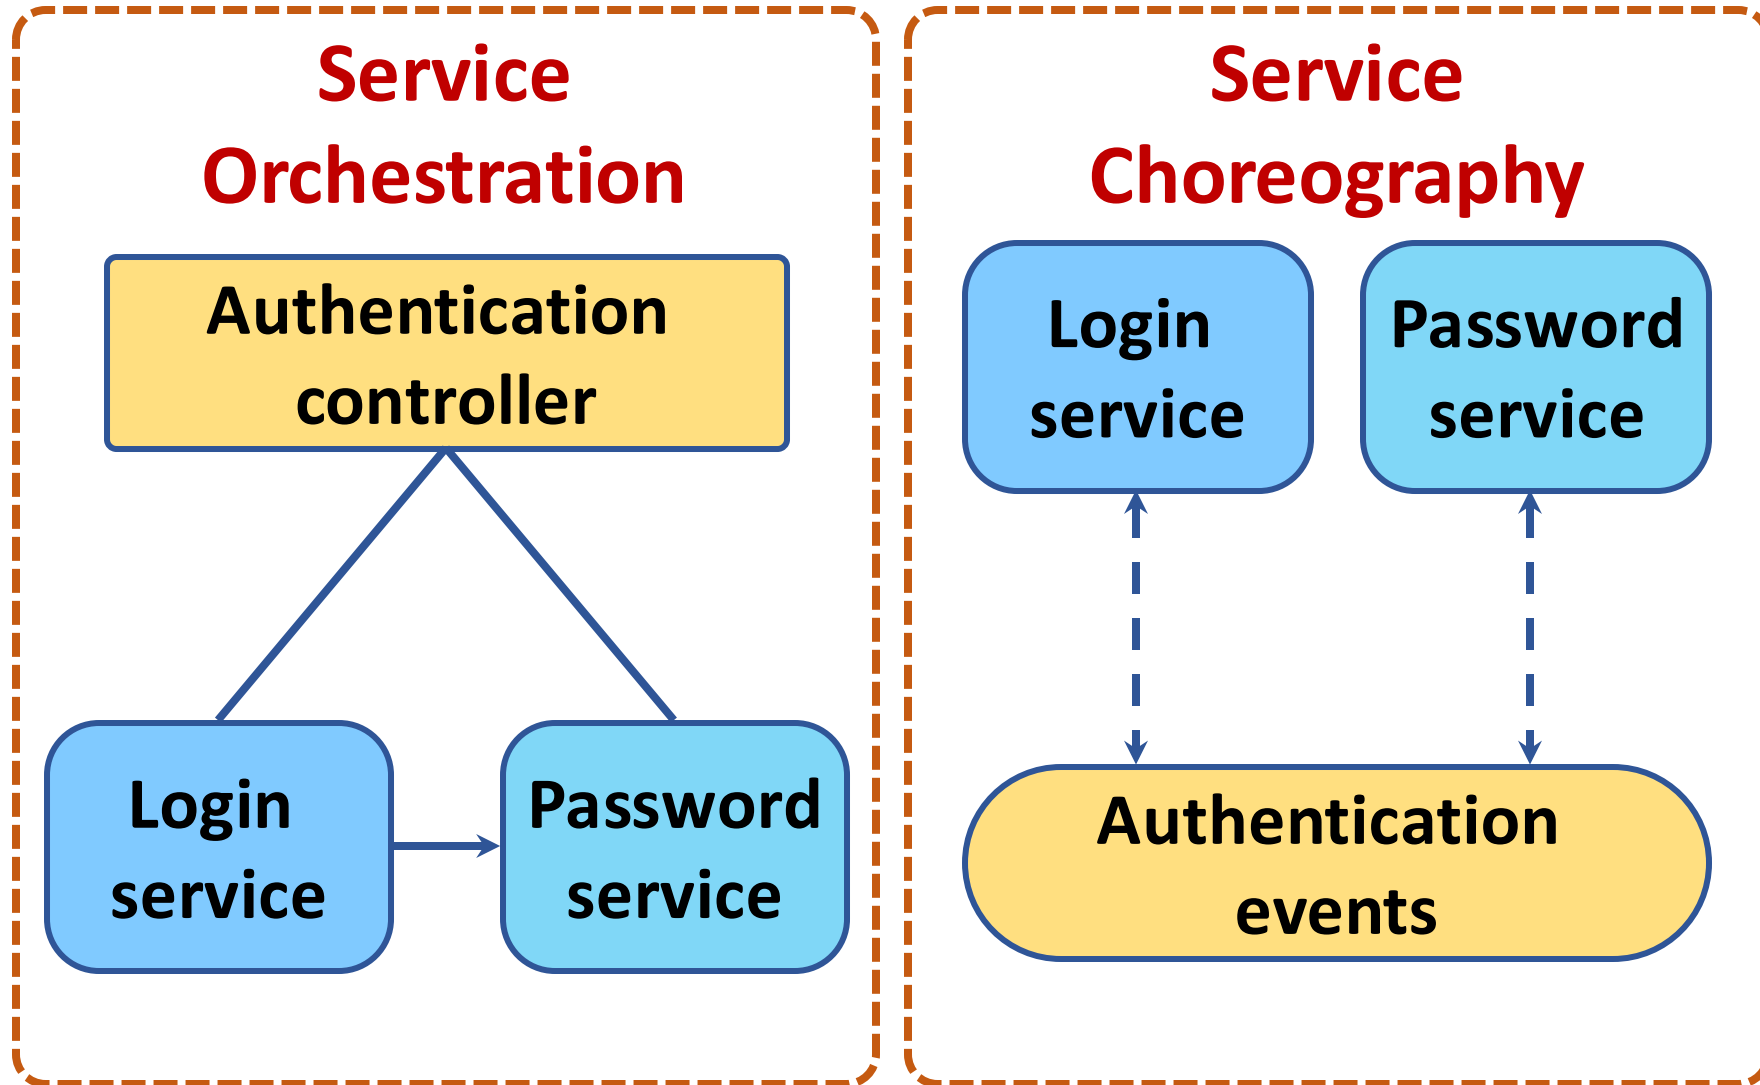 Service
Orchestration
Authentication
controller
Login
service
Password
service
Service
Choreography
Login
service
Password
service
Authentication
events